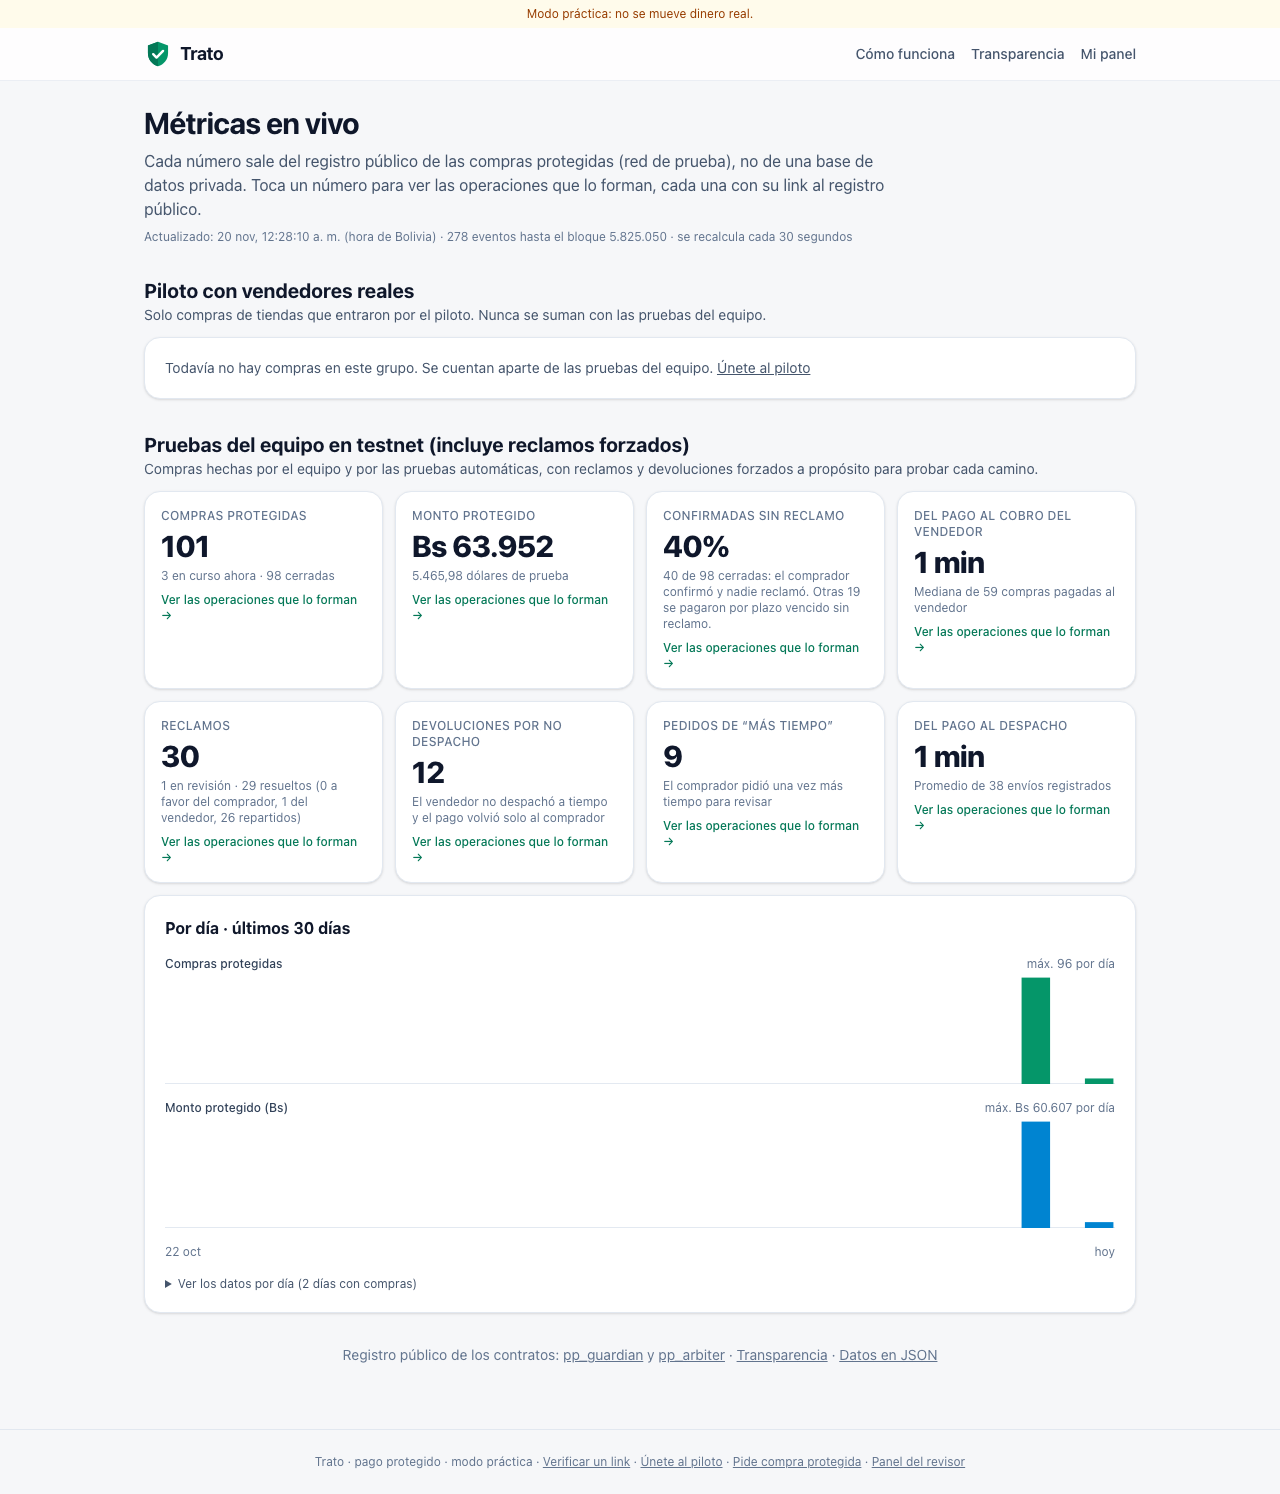 Modo práctica: no se mueve dinero real.
Trato
Cómo funciona Transparencia Mi panel
Métricas en vivo
Cada número sale del registro público de las compras protegidas (red de prueba), no de una base de
datos privada. Toca un número para ver las operaciones que lo forman, cada una con su link al registro
público.
Actualizado: 20 nov, 12:28:10 a. m. (hora de Bolivia) · 278 eventos hasta el bloque 5.825.050 · se recalcula cada 30 segundos
Piloto con vendedores reales
Solo compras de tiendas que entraron por el piloto. Nunca se suman con las pruebas del equipo.
Todavía no hay compras en este grupo. Se cuentan aparte de las pruebas del equipo. Únete al piloto
Pruebas del equipo en testnet (incluye reclamos forzados)
Compras hechas por el equipo y por las pruebas automáticas, con reclamos y devoluciones forzados a propósito para probar cada camino.
COMPRAS PROTEGIDAS
101
3 en curso ahora · 98 cerradas
Ver las operaciones que lo forman
→
MONTO PROTEGIDO
Bs 63.952
5.465,98 dólares de prueba
Ver las operaciones que lo forman
→
CONFIRMADAS SIN RECLAMO
40%
40 de 98 cerradas: el comprador
confirmó y nadie reclamó. Otras 19
se pagaron por plazo vencido sin
reclamo.
Ver las operaciones que lo forman
→
DEL PAGO AL COBRO DEL
VENDEDOR
1 min
Mediana de 59 compras pagadas al
vendedor
Ver las operaciones que lo forman
→
RECLAMOS
30
1 en revisión · 29 resueltos (0 a
favor del comprador, 1 del
vendedor, 26 repartidos)
Ver las operaciones que lo forman
→
DEVOLUCIONES POR NO
DESPACHO
12
El vendedor no despachó a tiempo
y el pago volvió solo al comprador
Ver las operaciones que lo forman
→
PEDIDOS DE “MÁS TIEMPO”
9
El comprador pidió una vez más
tiempo para revisar
Ver las operaciones que lo forman
→
DEL PAGO AL DESPACHO
1 min
Promedio de 38 envíos registrados
Ver las operaciones que lo forman
→
Por día · últimos 30 días
Compras protegidas máx. 96 por día
Monto protegido (Bs) máx. Bs 60.607 por día
22 oct hoy
▶ Ver los datos por día (2 días con compras)
Registro público de los contratos: pp_guardian y pp_arbiter · Transparencia · Datos en JSON
Trato · pago protegido · modo práctica · Verificar un link · Únete al piloto · Pide compra protegida · Panel del revisor